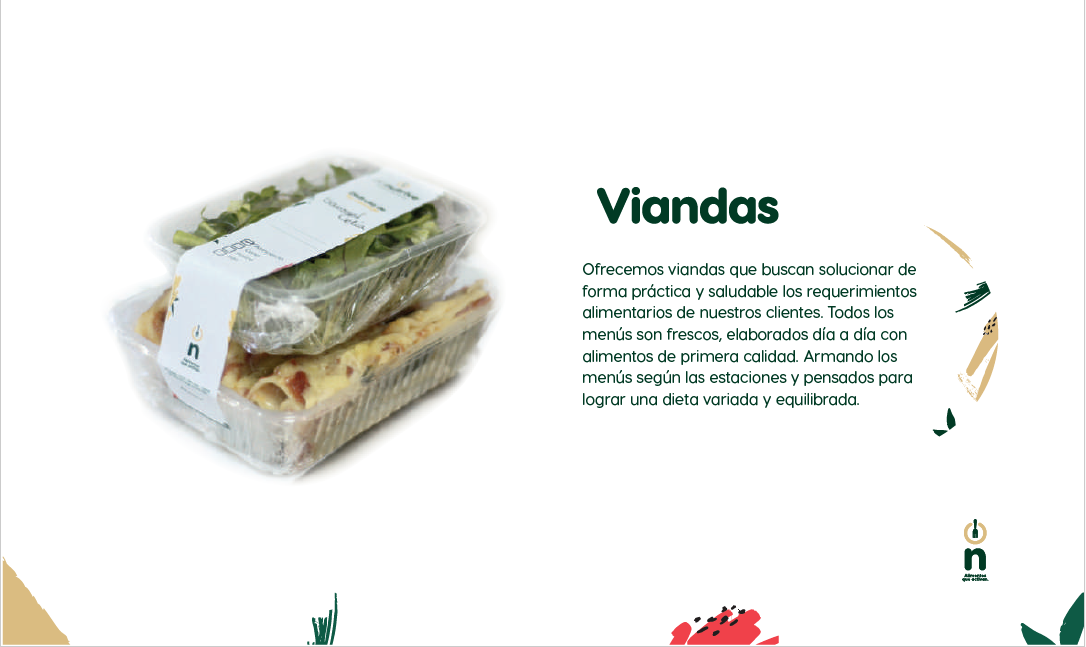 Viandas
Ofrecemos viandas que buscan solucionar de
forma práctica y saludable los requerimientos
alimentarios de nuestros clientes. Todos los
menús son frescos, elaborados día a día con
alimentos de primera calidad. Armando los
menús según las estaciones y pensados para
lograr una dieta variada y equilibrada.
n
n
Alimentos
que activan.